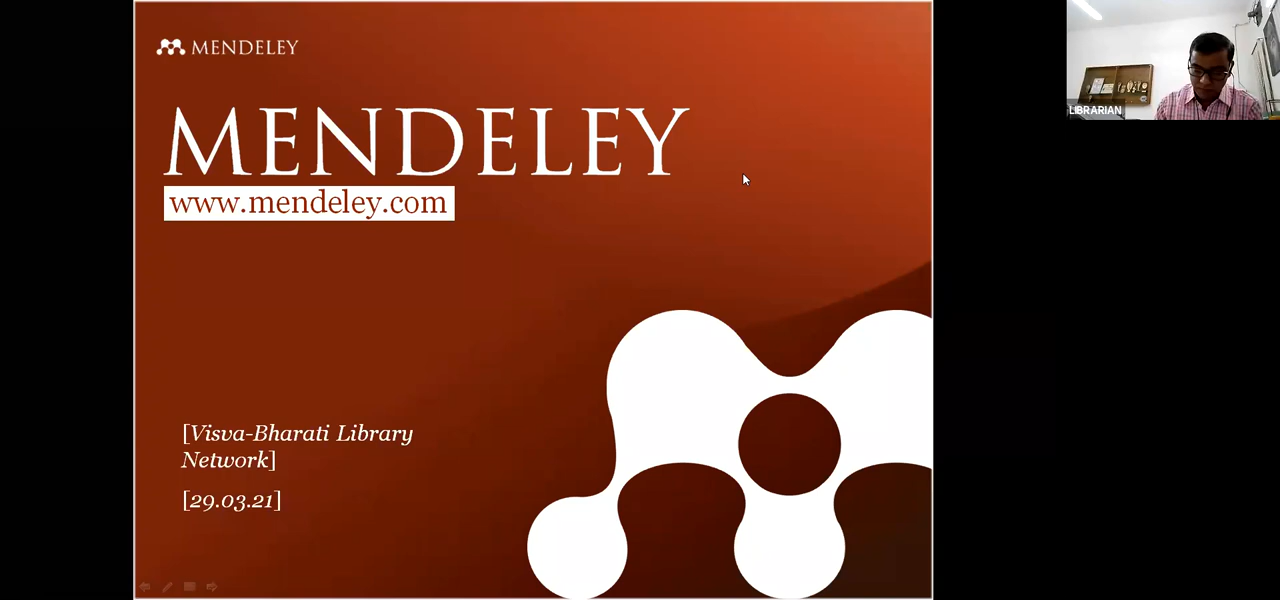 MENDELEY
MENDELEY
www.mendeley.com
[Visva-Bharati Library
Network]
[29.03.21]
LIBRARIAN